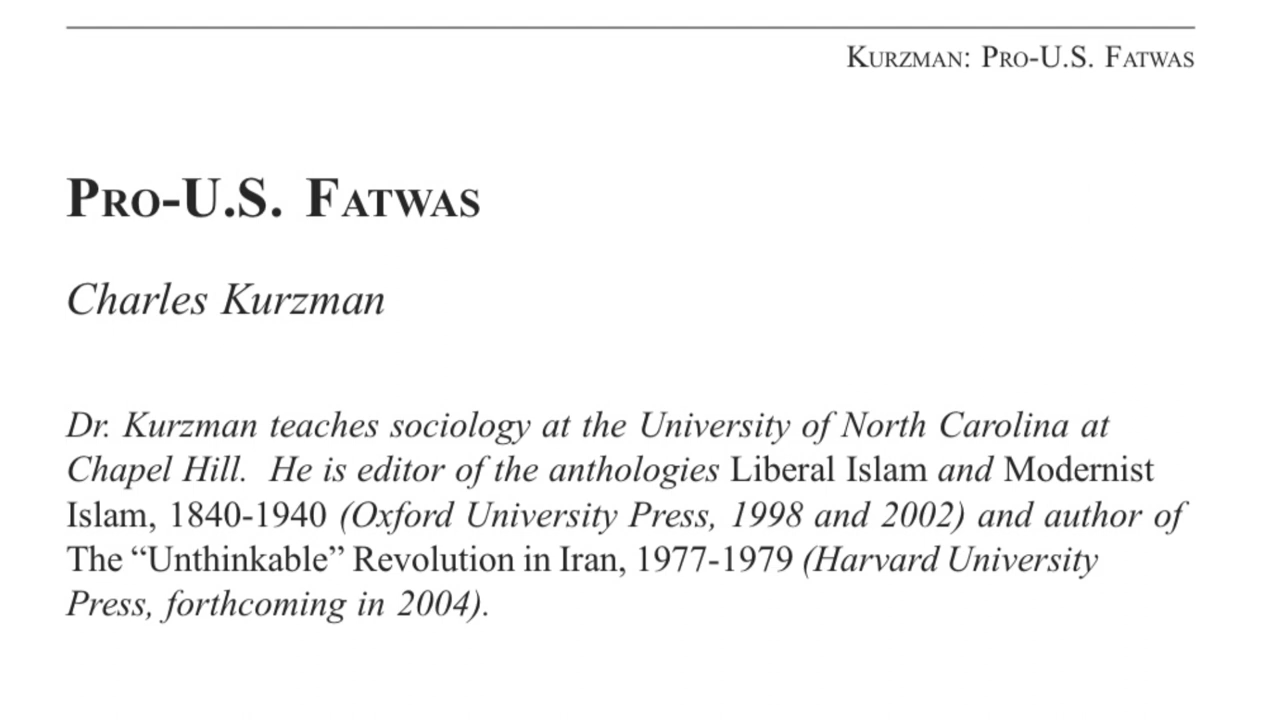 Kurzman: Pro-U.S. Fatwas
Pro-U.S. Fatwas
Charles Kurzman
Dr. Kurzman teaches sociology at the University of North Carolina at
Chapel Hill.  He is editor of the anthologies Liberal Islam and Modernist
Islam, 1840-1940 (Oxford University Press, 1998 and 2002) and author of
The “Unthinkable” Revolution in Iran, 1977-1979 (Harvard University
Press, forthcoming in 2004).